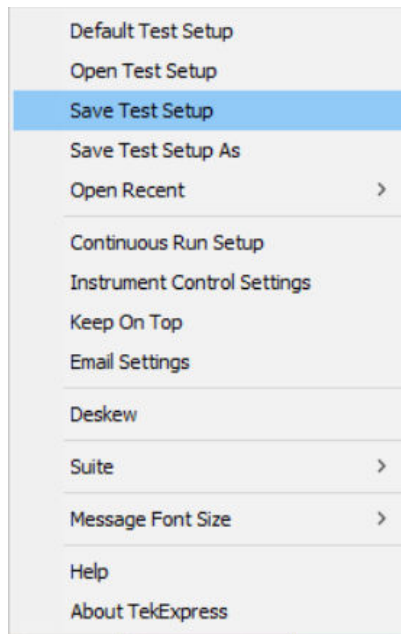 Default Test Setup
Open Test Setup
Save Test Setup
Save Test Setup As
Open Recent
Continuous Run Setup
Instrument Control Settings
Keep On Top
Email Settings
Deskew
Suite
Message Font Size
Help
About TekExpress